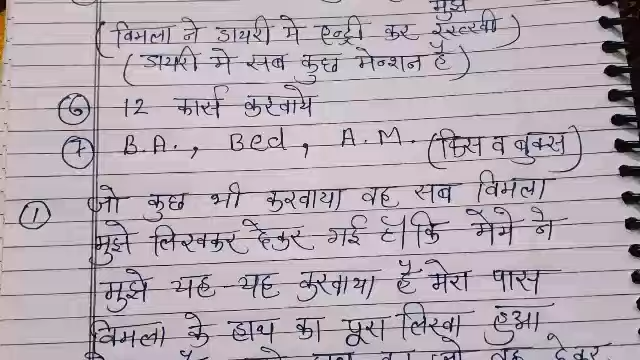 मुझे
(विमला ने डायरी मे एन्ट्री कर रखी)
(डायरी मे सब कुछ मेन्शन है)
⑥ 12 कार्स करवाये
⑦ B.A., Bed, A.M. (फिस व बुक्स)
① जो कुछ भी करवाया वह सब विमला
मुझे लिखकर देकर गई है। कि मैंमे ने
मुझे यह-यह करवाया है मेरा पास
विमला के हाथ का पूरा लिखा हुआ